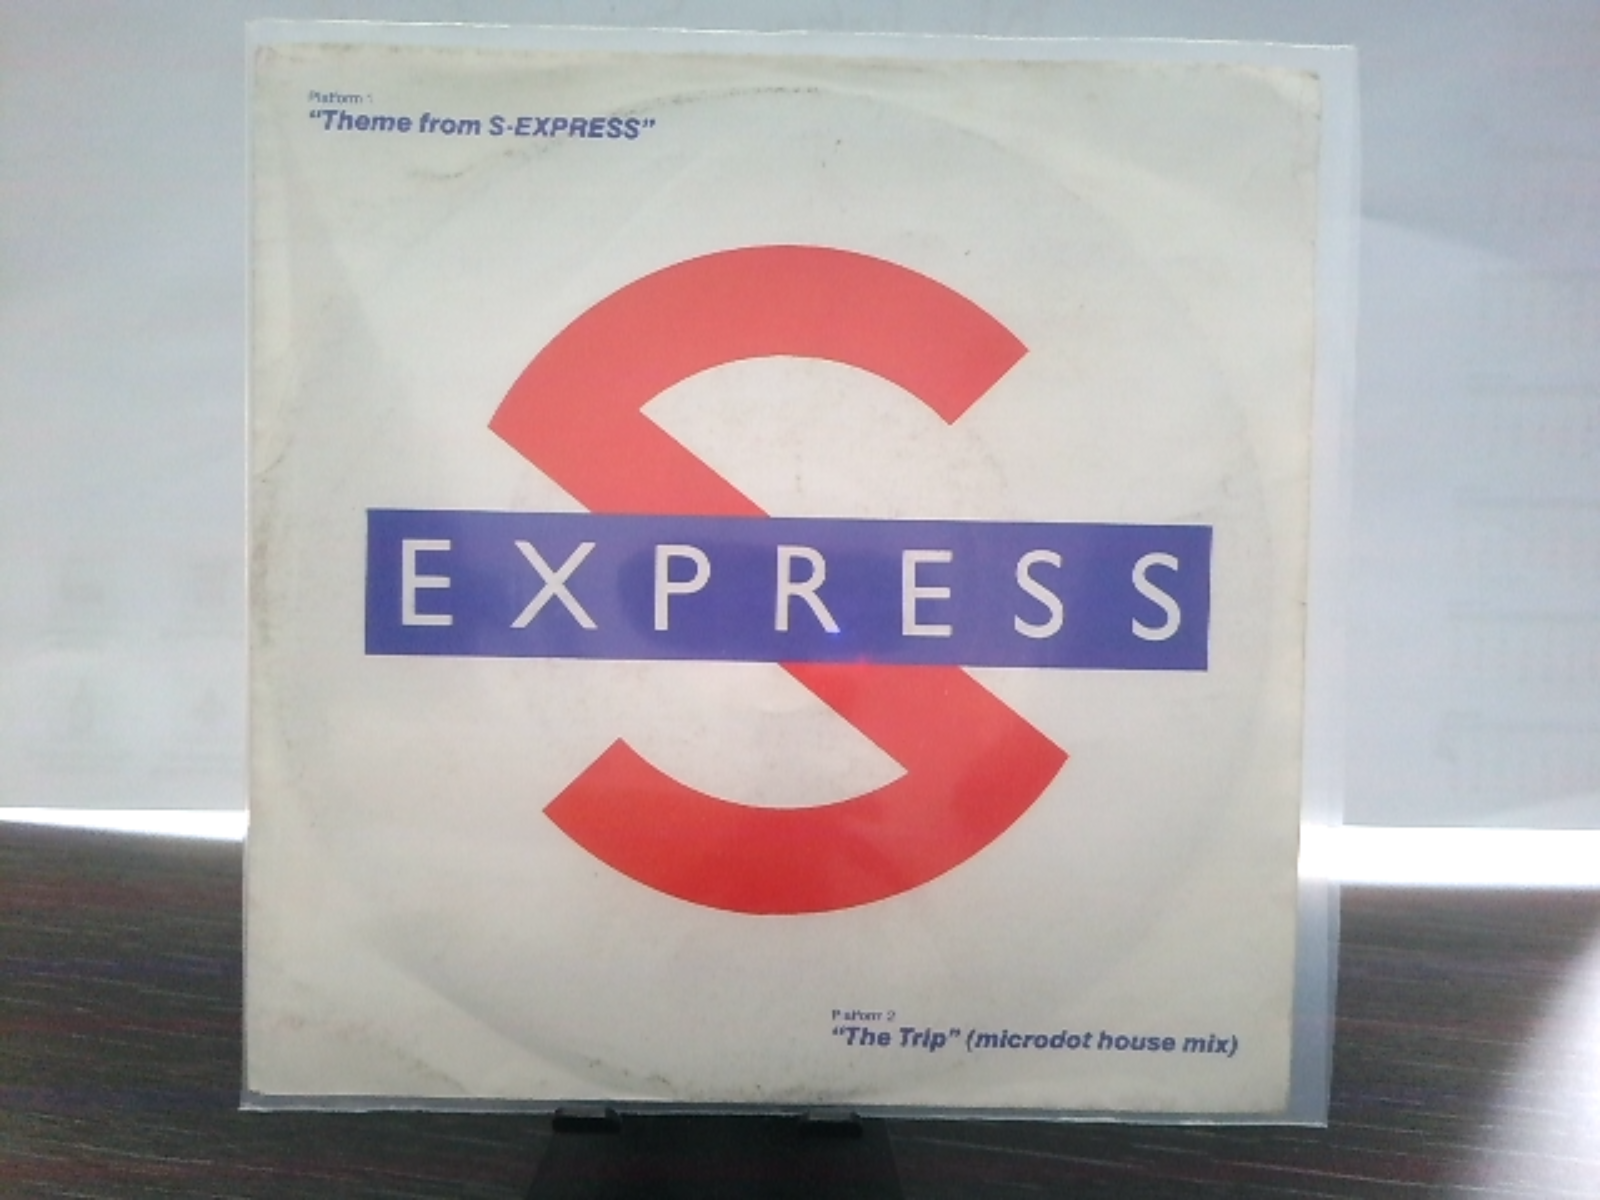 Platform 1
“Theme from S-EXPRESS”
S
EXPRESS
Platform 2
“The Trip” (microdot house mix)